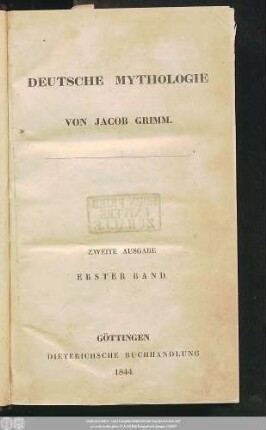 DEUTSCHE MYTHOLOGIE
VON JACOB GRIMM.
ZWEITE AUSGABE
ERSTER BAND
GÖTTINGEN
DIETERICHSCHE BUCHHANDLUNG
1844